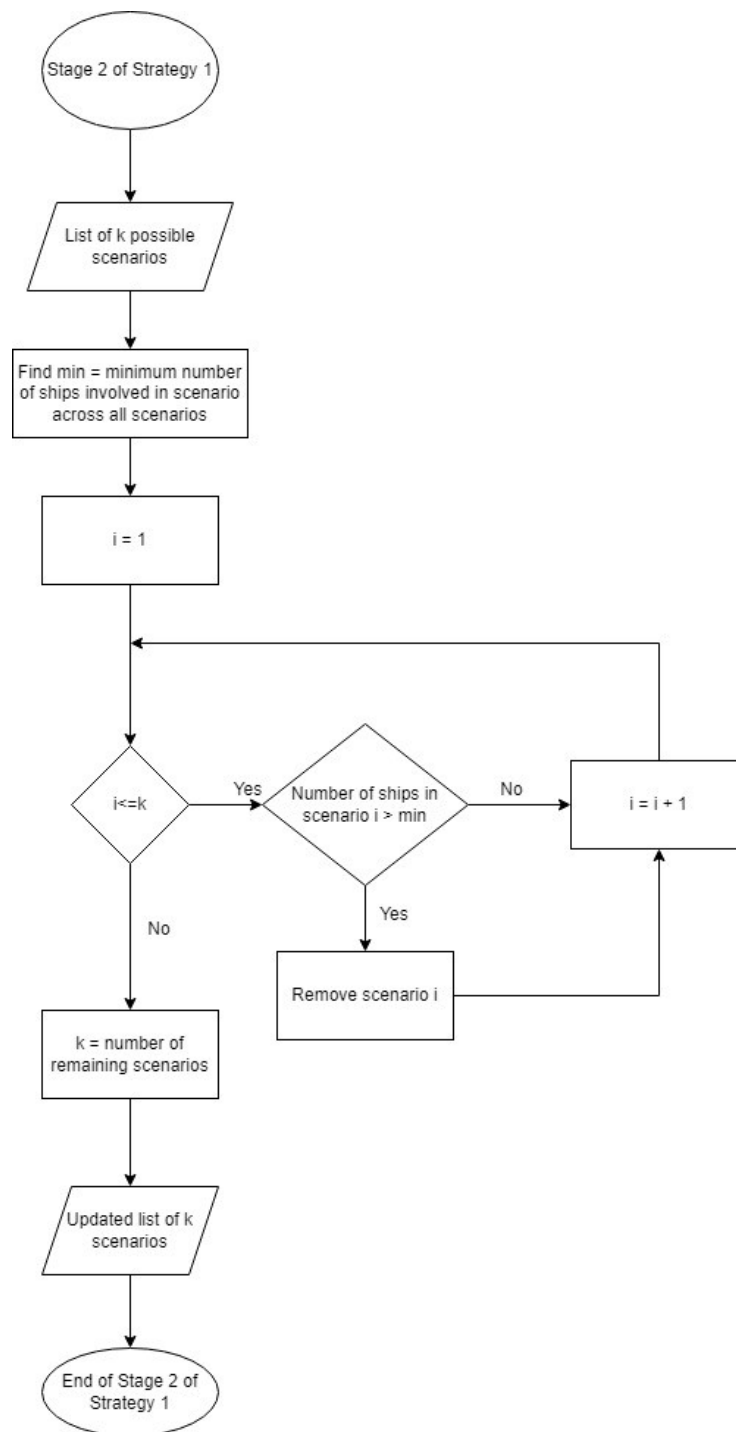 Stage 2 of Strategy 1
List of k possible
scenarios
Find min = minimum number
of ships involved in scenario
across all scenarios
i = 1
i<=k
Yes
Number of ships in
scenario i > min
No
i = i + 1
Yes
No
Remove scenario i
k = number of
remaining scenarios
Updated list of k
scenarios
End of Stage 2 of
Strategy 1